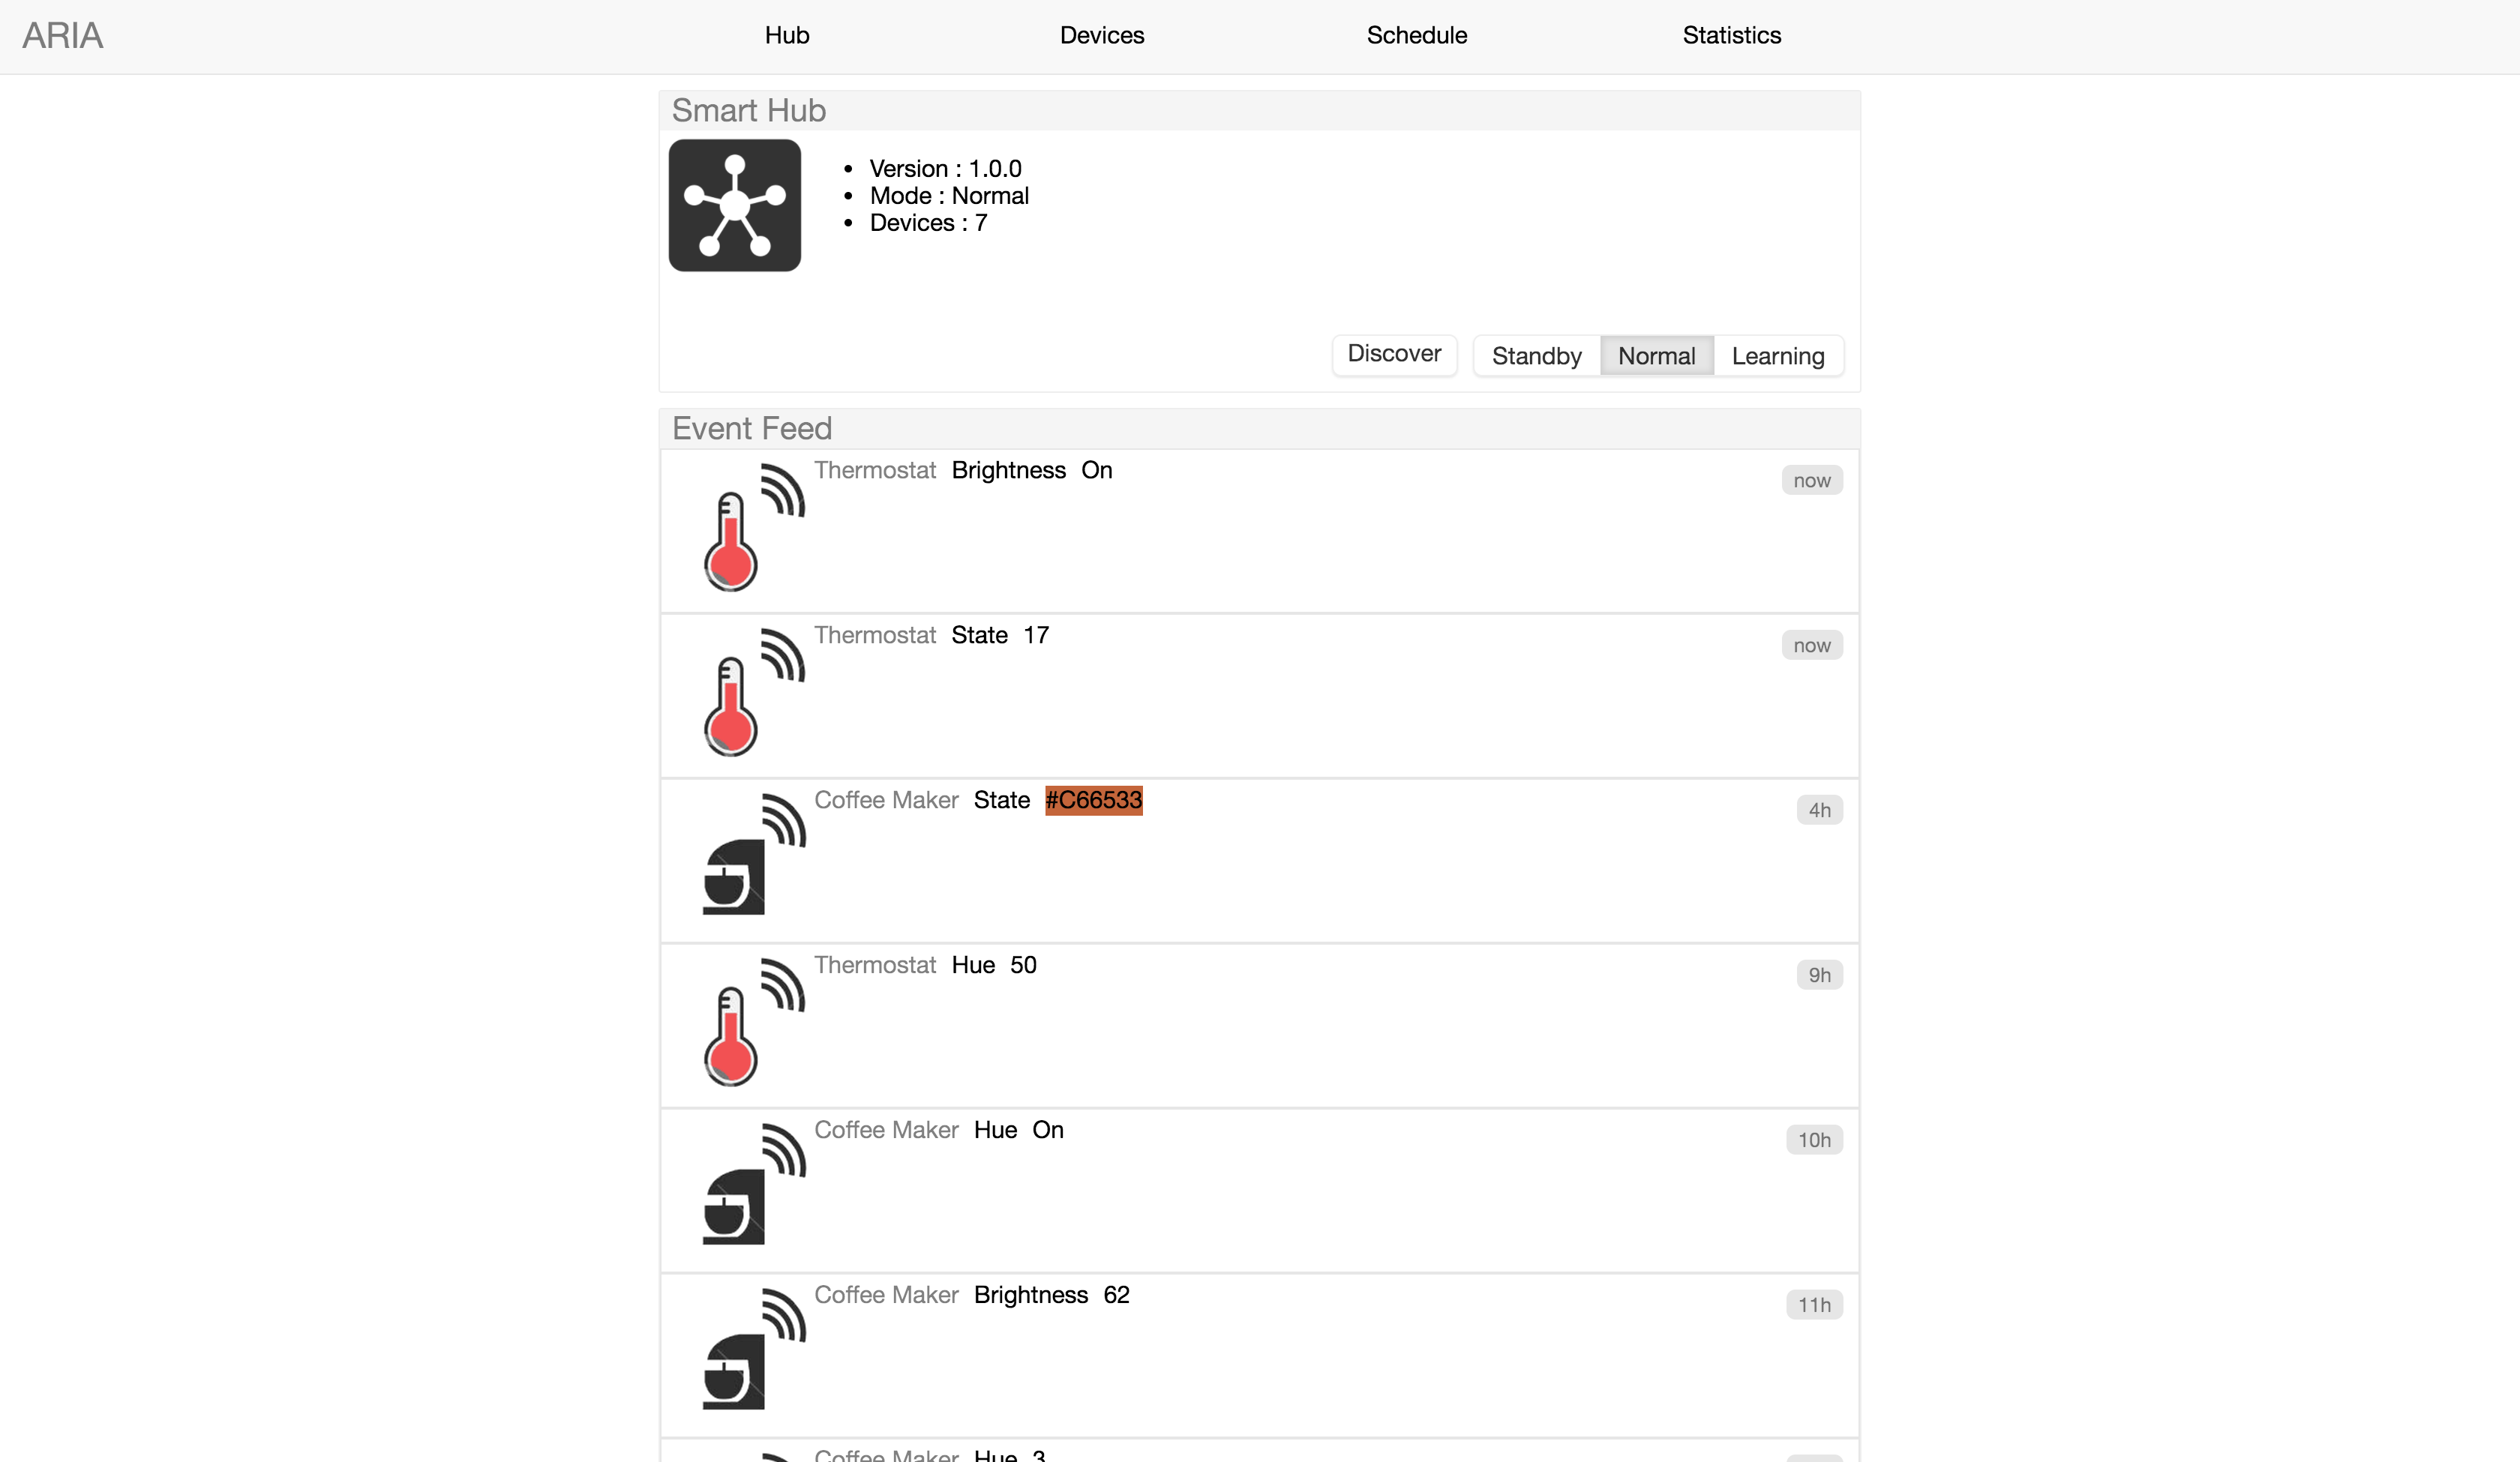 ARIA Hub Devices Schedule Statistics
Smart Hub
• Version : 1.0.0
• Mode : Normal
• Devices : 7
Discover Standby Normal Learning
Event Feed
Thermostat Brightness On now
Thermostat State 17 now
Coffee Maker State #C66533 4h
Thermostat Hue 50 9h
Coffee Maker Hue On 10h
Coffee Maker Brightness 62 11h
Coffee Maker Hue 3